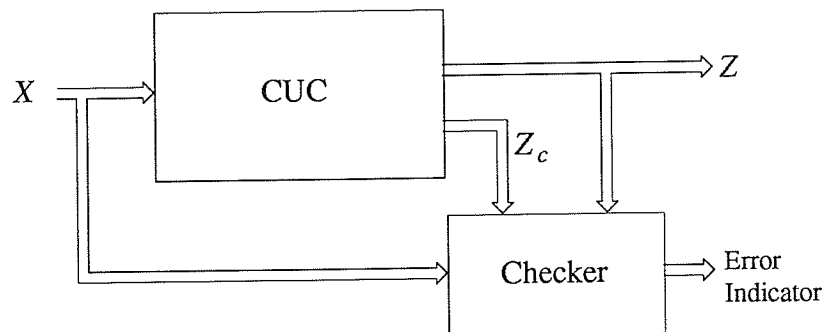 X
CUC
Z
Z_c
Checker
Error
Indicator